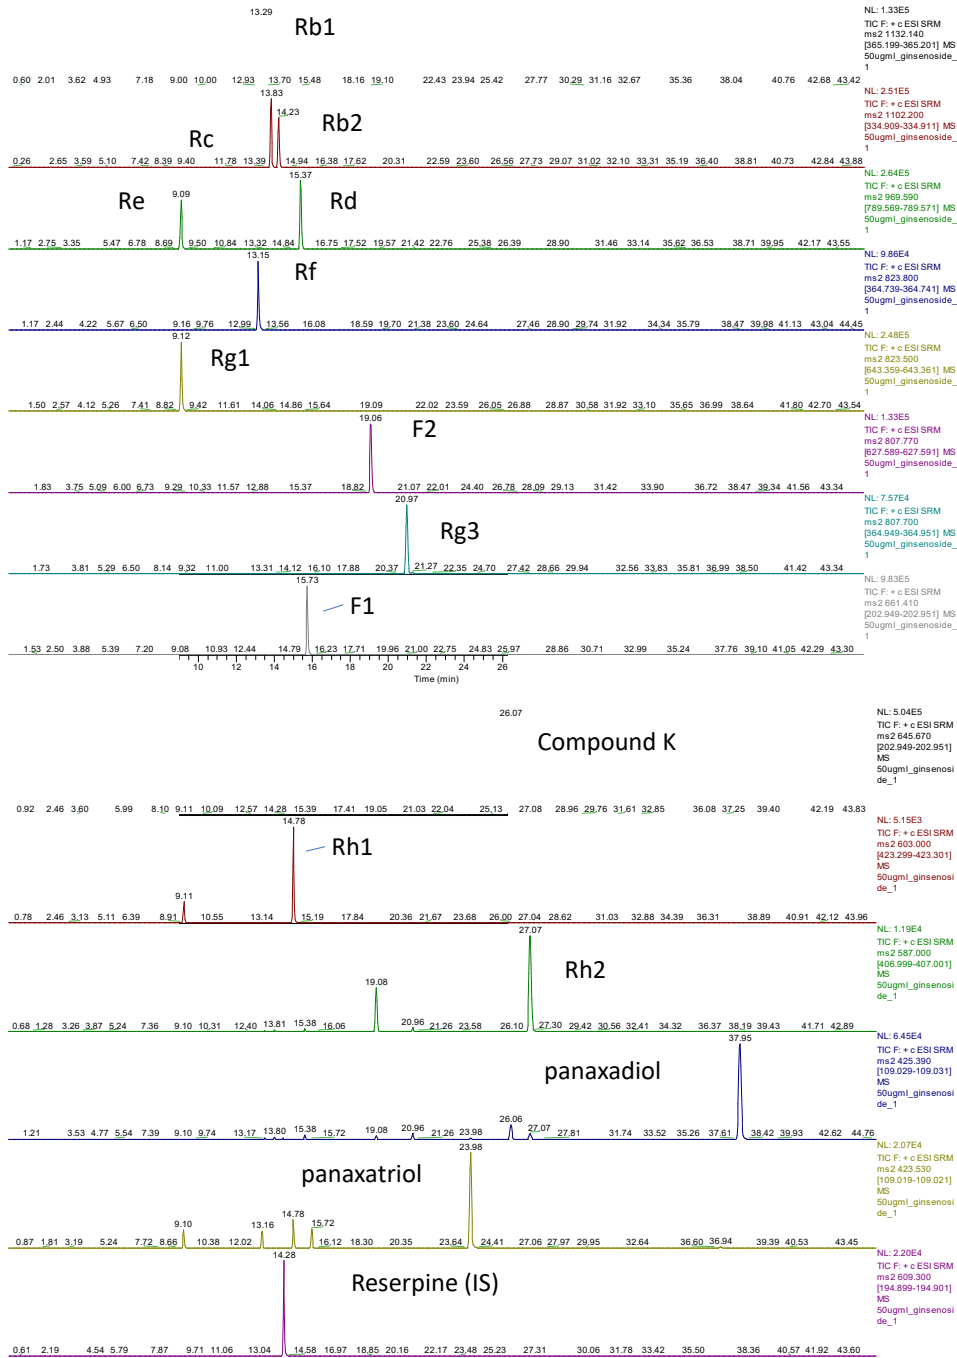 13.29
Rb1
NL: 1.33E5
TIC F: + c ESI SRM
ms2 1132.140
[365.199-365.201] MS
50ugml_ginsenoside_
1
0.60 2.01 3.62 4.93 7.18 9.00 10.00 12.93 13.70 15.48 18.16 19.10 22.43 23.94 25.42 27.77 30.29 31.16 32.67 35.36 38.04 40.76 42.68 43.42
13.83
14.23
Rb2
Rc
NL: 2.51E5
TIC F: + c ESI SRM
ms2 1102.200
[334.909-334.911] MS
50ugml_ginsenoside_
1
0.26 2.65 3.59 5.10 7.42 8.39 9.40 11.78 13.39 14.94 16.38 17.62 20.31 22.59 23.60 26.56 27.73 29.07 31.02 32.10 33.31 35.19 36.40 38.81 40.73 42.84 43.88
15.37
9.09
Re
Rd
NL: 2.64E5
TIC F: + c ESI SRM
ms2 969.590
[789.569-789.571] MS
50ugml_ginsenoside_
1
1.17 2.75 3.35 5.47 6.78 8.69 9.50 10.84 13.32 14.84 16.75 17.52 19.57 21.42 22.76 25.38 26.39 28.90 31.46 33.14 35.62 36.53 38.71 39.95 42.17 43.55
13.15
Rf
NL: 9.86E4
TIC F: + c ESI SRM
ms2 823.800
[364.739-364.741] MS
50ugml_ginsenoside_
1
1.17 2.44 4.22 5.67 6.50 9.16 9.76 12.99 13.56 16.08 18.59 19.70 21.38 23.60 24.64 27.46 28.90 29.74 31.92 34.34 35.79 38.47 39.98 41.13 43.04 44.45
9.12
Rg1
NL: 2.48E5
TIC F: + c ESI SRM
ms2 823.500
[643.359-643.361] MS
50ugml_ginsenoside_
1
1.50 2.57 4.12 5.26 7.41 8.82 9.42 11.61 14.06 14.86 15.64 19.09 22.02 23.59 26.05 26.88 28.87 30.58 31.92 33.10 35.65 36.99 38.64 41.80 42.70 43.54
19.06
F2
NL: 1.33E5
TIC F: + c ESI SRM
ms2 807.770
[627.589-627.591] MS
50ugml_ginsenoside_
1
1.83 3.75 5.09 6.00 6.73 9.29 10.33 11.57 12.88 15.37 18.82 21.07 22.01 24.40 26.78 28.09 29.13 31.42 33.90 36.72 38.47 39.34 41.56 43.34
20.97
Rg3
NL: 7.57E4
TIC F: + c ESI SRM
ms2 807.700
[364.949-364.951] MS
50ugml_ginsenoside_
1
1.73 3.81 5.29 6.50 8.14 9.32 11.00 13.31 14.12 16.10 17.88 20.37 21.27 22.35 24.70 27.42 28.66 29.94 32.56 33.83 35.81 36.99 38.50 41.42 43.34
15.73
F1
NL: 9.83E5
TIC F: + c ESI SRM
ms2 661.410
[202.949-202.951] MS
50ugml_ginsenoside_
1
1.53 2.50 3.88 5.39 7.20 9.08 10.93 12.44 14.79 16.23 17.71 19.96 21.00 22.75 24.83 25.97 28.86 30.71 32.99 35.24 37.76 39.10 41.05 42.29 43.30
10 12 14 16 18 20 22 24 26
Time (min)
26.07
Compound K
NL: 5.04E5
TIC F: + c ESI SRM
ms2 645.670
[202.949-202.951]
MS
50ugml_ginsenosi
de_1
0.92 2.46 3.60 5.99 8.10 9.11 10.09 12.57 14.28 15.39 17.41 19.05 21.03 22.04 25.13 27.08 28.96 29.76 31.61 32.85 36.08 37.25 39.40 42.19 43.83
14.78
Rh1
9.11
NL: 5.15E3
TIC F: + c ESI SRM
ms2 603.000
[423.299-423.301]
MS
50ugml_ginsenosi
de_1
0.78 2.46 3.13 5.11 6.39 8.91 10.55 13.14 15.19 17.84 20.36 21.67 23.68 26.00 27.04 28.62 31.03 32.88 34.39 36.31 38.89 40.91 42.12 43.96
27.07
Rh2
19.08
NL: 1.19E4
TIC F: + c ESI SRM
ms2 587.000
[406.999-407.001]
MS
50ugml_ginsenosi
de_1
0.68 1.28 3.26 3.87 5.24 7.36 9.10 10.31 12.40 13.81 15.38 16.06 20.96 21.26 23.58 26.10 27.30 29.42 30.56 32.41 34.32 36.37 38.19 39.43 41.71 42.89
37.95
panaxadiol
NL: 6.45E4
TIC F: + c ESI SRM
ms2 425.390
[109.029-109.031]
MS
50ugml_ginsenosi
de_1
1.21 3.53 4.77 5.54 7.39 9.10 9.74 13.17 13.80 15.38 15.72 19.08 20.96 21.26 23.98 26.06 27.07 27.81 31.74 33.52 35.26 37.61 38.42 39.93 42.62 44.76
23.98
panaxatriol
NL: 2.07E4
TIC F: + c ESI SRM
ms2 423.530
[109.019-109.021]
MS
50ugml_ginsenosi
de_1
9.10 13.16 14.78 15.72
0.87 1.81 3.19 5.24 7.72 8.66 10.38 12.02 16.12 18.30 20.35 23.64 24.41 27.06 27.97 29.95 32.64 36.60 36.94 39.39 40.53 43.45
14.28
Reserpine (IS)
NL: 2.20E4
TIC F: + c ESI SRM
ms2 609.300
[194.899-194.901]
MS
50ugml_ginsenosi
de_1
0.61 2.19 4.54 5.79 7.87 9.71 11.06 13.04 14.58 16.97 18.85 20.16 22.17 23.48 25.23 27.31 30.06 31.78 33.42 35.50 38.36 40.57 41.92 43.60